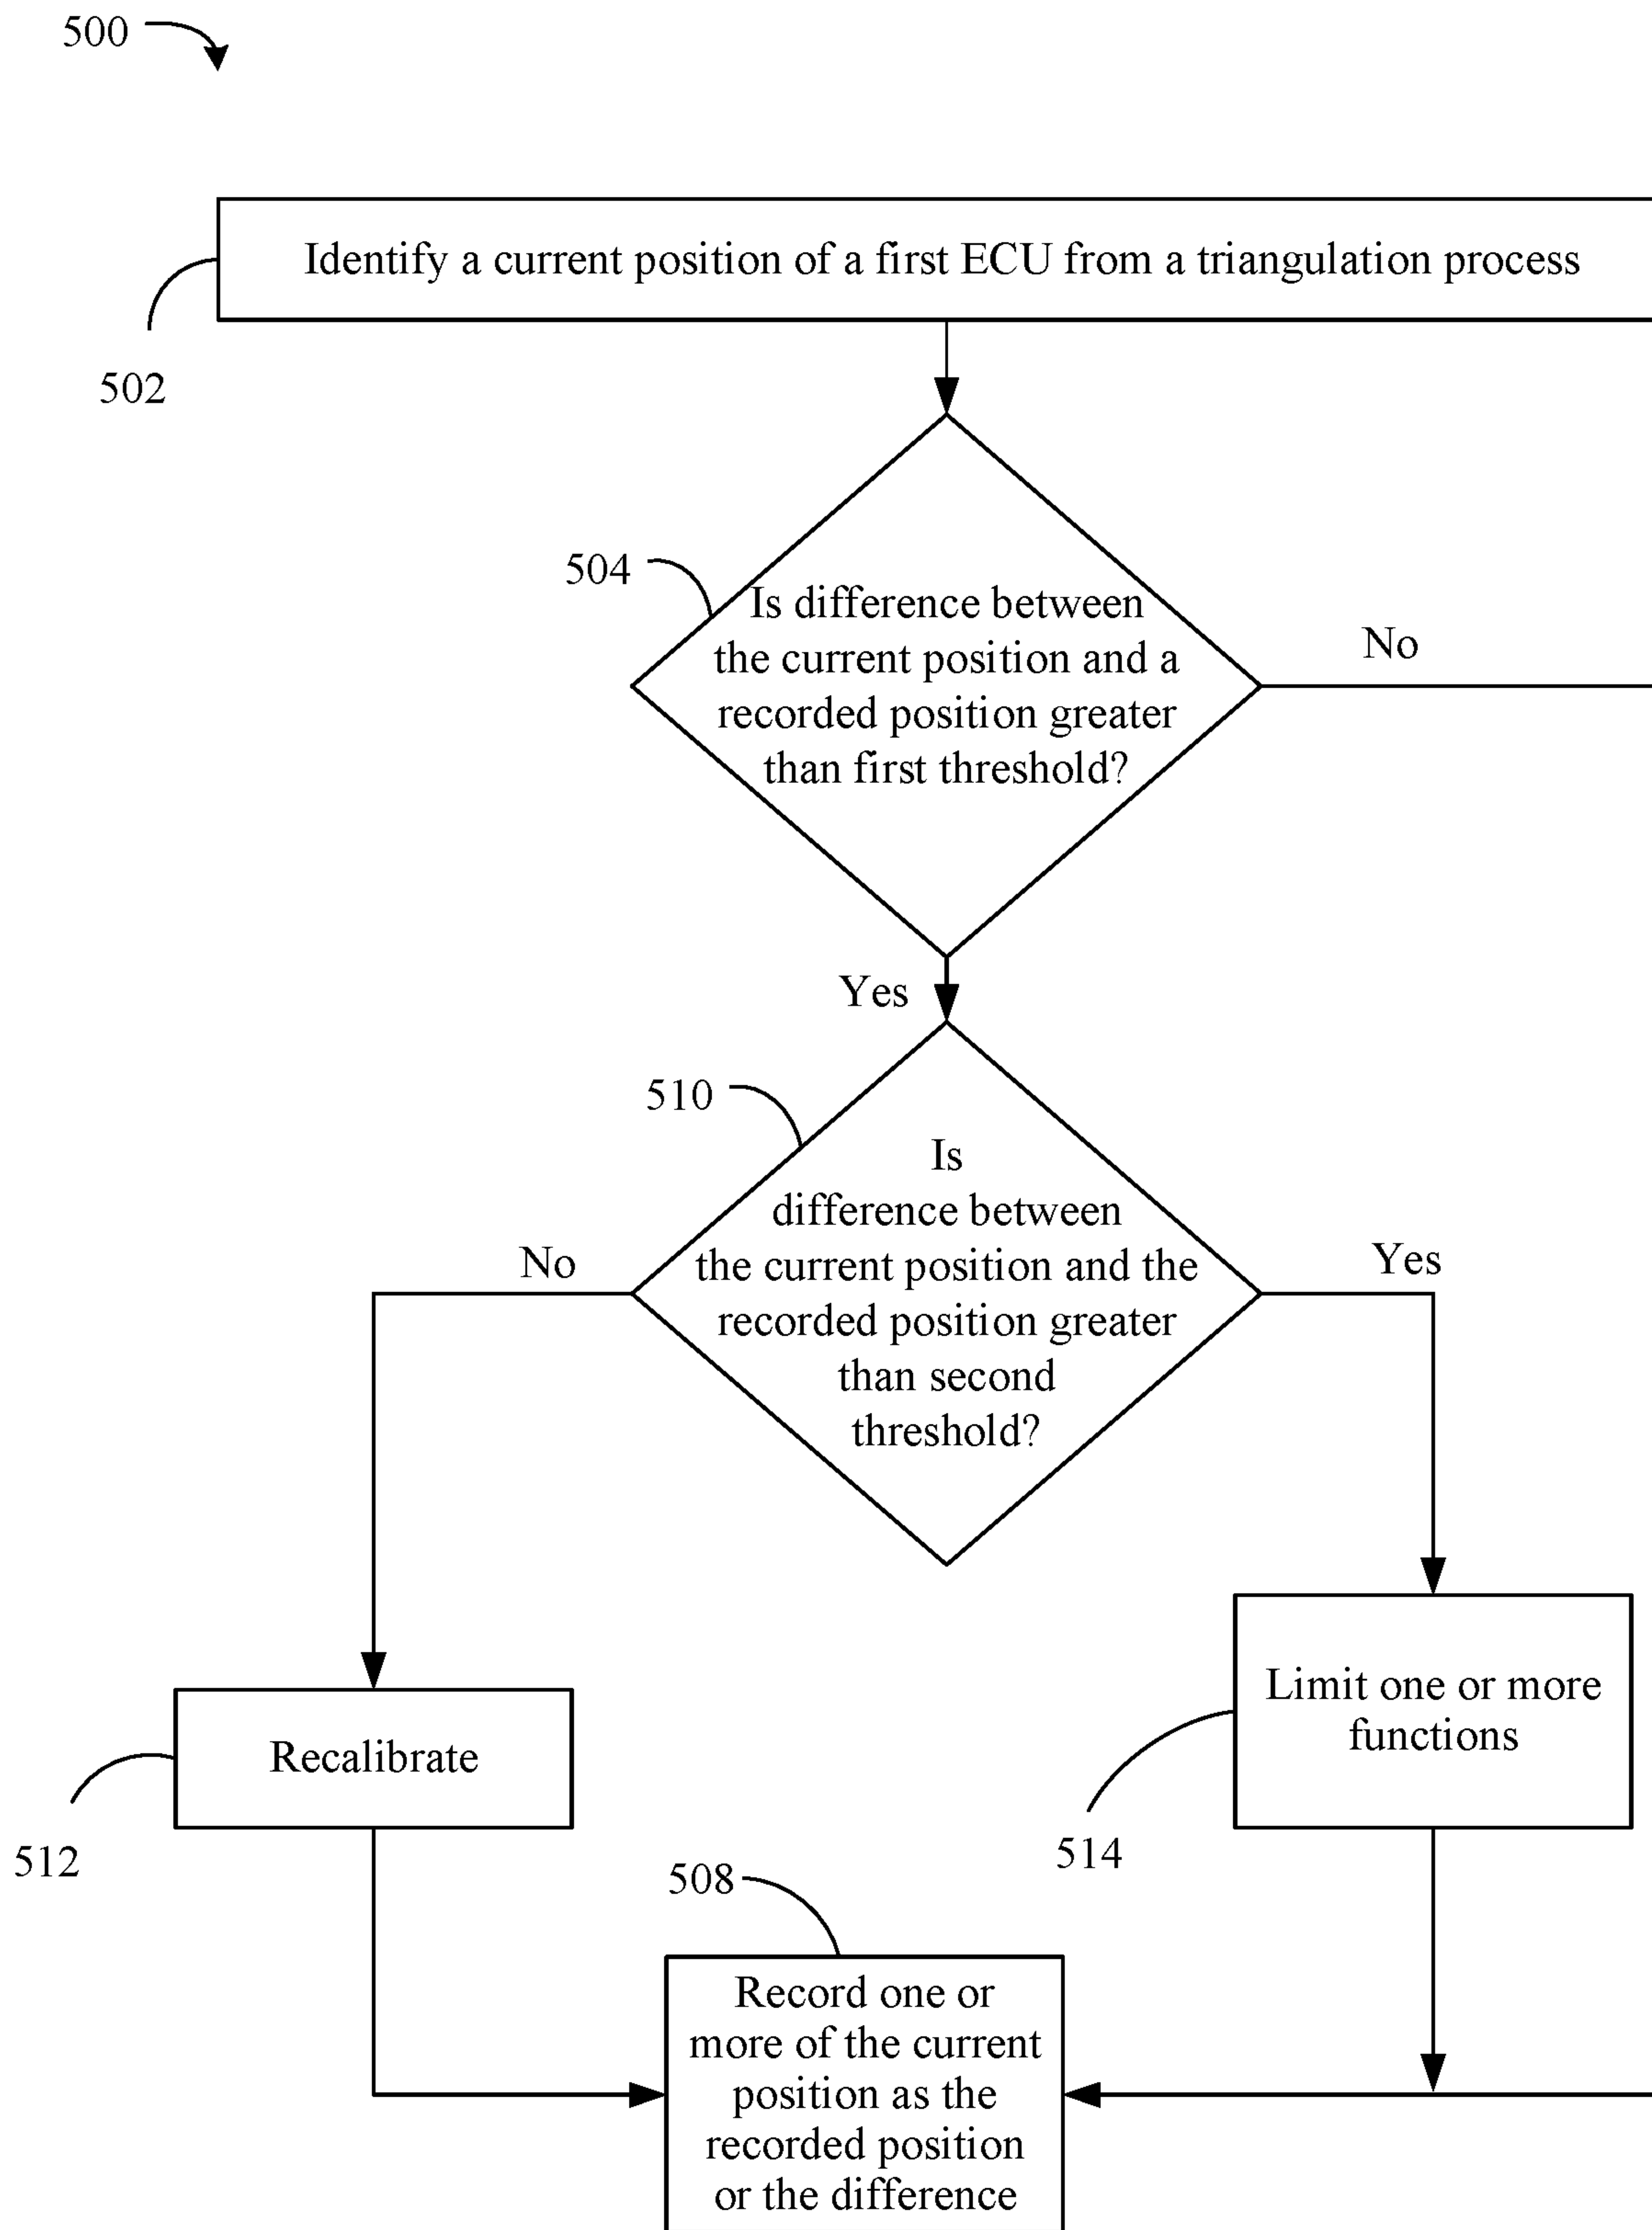 500
Identify a current position of a first ECU from a triangulation process
502
504
Is difference between
the current position and a
recorded position greater
than first threshold?
No
Yes
510
Is
difference between
the current position and the
recorded position greater
than second
threshold?
No
Yes
Limit one or more
functions
Recalibrate
512
514
508
Record one or
more of the current
position as the
recorded position
or the difference